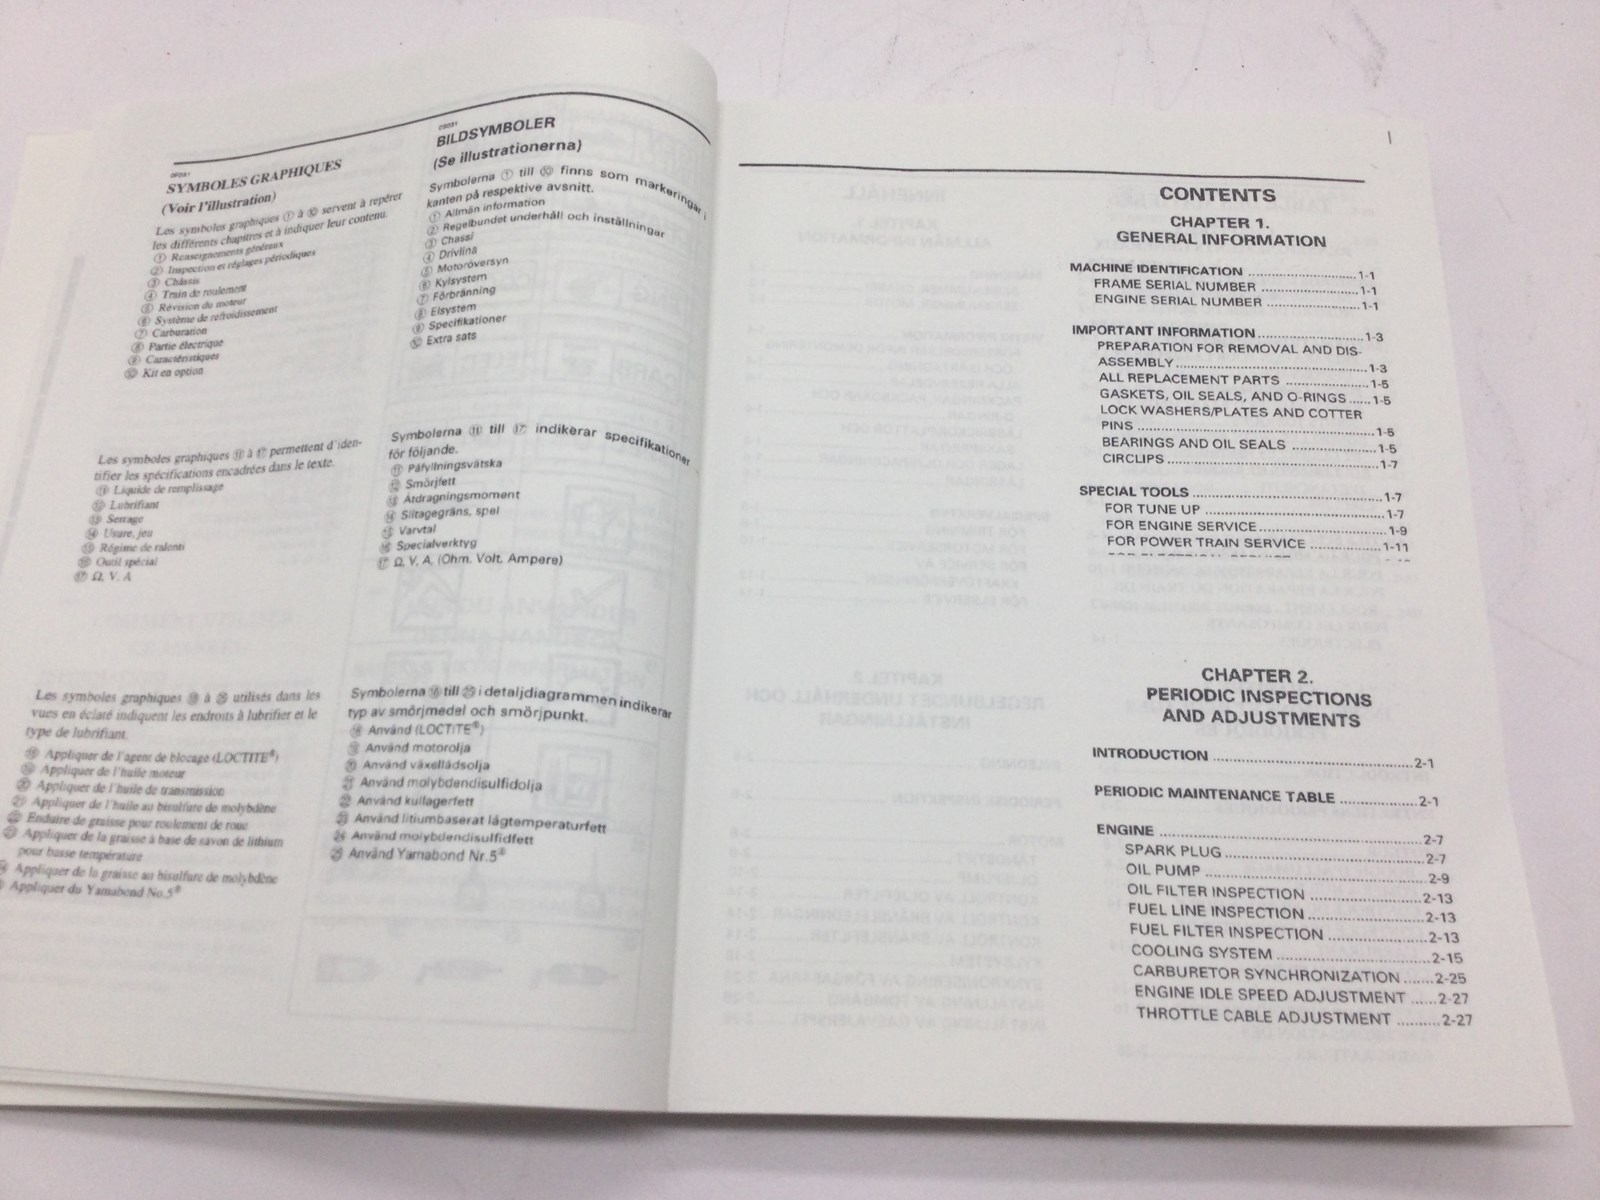 SYMBOLES GRAPHIQUES
(Voir l'illustration)
Les symboles graphiques ① à ⑩ servent à repérer
les différents chapitres et à indiquer leur contenu.
① Renseignements généraux
② Inspection et réglages périodiques
③ Châssis
④ Train de roulement
⑤ Révision du moteur
⑥ Système de refroidissement
⑦ Carburation
⑧ Partie électrique
⑨ Caractéristiques
⑩ Kit en option
Les symboles graphiques ⑪ à ⑰ permettent d'iden-
tifier les spécifications encadrées dans le texte.
⑪ Liquide de remplissage
⑫ Lubrifiant
⑬ Serrage
⑭ Usure, jeu
⑮ Régime de ralenti
⑯ Outil spécial
⑰ Ω, V, A
Les symboles graphiques ⑱ à ㉕ utilisés dans les
vues en éclaté indiquent les endroits à lubrifier et le
type de lubrifiant.
⑱ Appliquer de l'agent de blocage (LOCTITE®)
⑲ Appliquer de l'huile moteur
⑳ Appliquer de l'huile de transmission
㉑ Appliquer de l'huile au bisulfure de molybdène
㉒ Enduire de graisse pour roulement de roue
㉓ Appliquer de la graisse à base de savon de lithium
pour basse température
Appliquer de la graisse au bisulfure de molybdène
Appliquer du Yamabond No.5®
BILDSYMBOLER
(Se illustrationerna)
Symbolerna ① till ⑩ finns som markeringar i
kanten på respektive avsnitt.
① Allmän information
② Regelbundet underhåll och inställningar
③ Chassi
④ Drivlina
⑤ Motoröversyn
⑥ Kylsystem
⑦ Förbränning
⑧ Elsystem
⑨ Specifikationer
⑩ Extra sats
Symbolerna ⑪ till ⑰ indikerar specifikationer
för följande.
⑪ Påfyllningsvätska
⑫ Smörjfett
⑬ Åtdragningsmoment
⑭ Slitagegräns, spel
⑮ Varvtal
⑯ Specialverktyg
⑰ Ω, V, A, (Ohm. Volt. Ampere)
Symbolerna ⑱ till ㉕ i detaljdiagrammen indikerar
typ av smörjmedel och smörjpunkt.
⑱ Använd (LOCTITE®)
⑲ Använd motorolja
⑳ Använd växellådsolja
㉑ Använd molybdendisulfidolja
㉒ Använd kullagerfett
㉓ Använd litiumbaserat lågtemperaturfett
㉔ Använd molybdendisulfidfett
㉕ Använd Yamabond Nr.5®
CONTENTS
CHAPTER 1.
GENERAL INFORMATION
MACHINE IDENTIFICATION ..............................1-1
FRAME SERIAL NUMBER ..........................1-1
ENGINE SERIAL NUMBER .........................1-1
IMPORTANT INFORMATION..............................1-3
PREPARATION FOR REMOVAL AND DIS-
ASSEMBLY................................................1-3
ALL REPLACEMENT PARTS .....................1-5
GASKETS, OIL SEALS, AND O-RINGS ......1-5
LOCK WASHERS/PLATES AND COTTER
PINS ..........................................................1-5
BEARINGS AND OIL SEALS .....................1-5
CIRCLIPS ...................................................1-7
SPECIAL TOOLS ..............................................1-7
FOR TUNE UP ...........................................1-7
FOR ENGINE SERVICE...............................1-9
FOR POWER TRAIN SERVICE ..................1-11
CHAPTER 2.
PERIODIC INSPECTIONS
AND ADJUSTMENTS
INTRODUCTION ................................................2-1
PERIODIC MAINTENANCE TABLE ...................2-1
ENGINE ...............................................................2-7
SPARK PLUG ...............................................2-7
OIL PUMP .....................................................2-9
OIL FILTER INSPECTION ............................2-13
FUEL LINE INSPECTION .............................2-13
FUEL FILTER INSPECTION .........................2-13
COOLING SYSTEM ......................................2-15
CARBURETOR SYNCHRONIZATION ........2-25
ENGINE IDLE SPEED ADJUSTMENT ......2-27
THROTTLE CABLE ADJUSTMENT ..........2-27